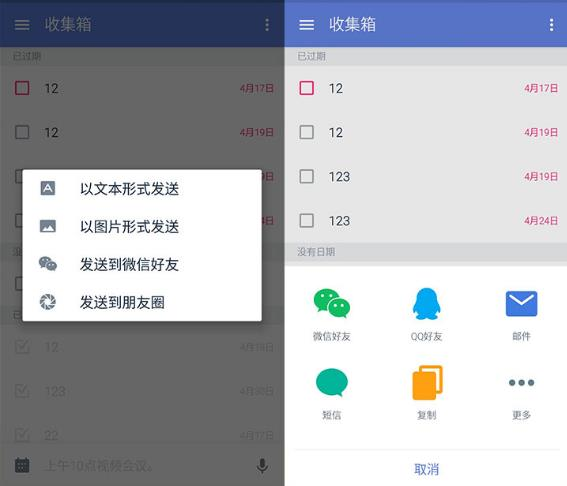 收集箱
已过期
12
4月17日
12
4月19日
9日
4日
以文本形式发送
以图片形式发送
发送到微信好友
发送到朋友圈
12
4月19日
123
4月30日
22
4月17日
上午10点视频会议。
收集箱
已过期
12
4月17日
12
4月19日
123
4月19日
123
4月24日
没有日期
微信好友
QQ好友
邮件
短信
复制
更多
取消